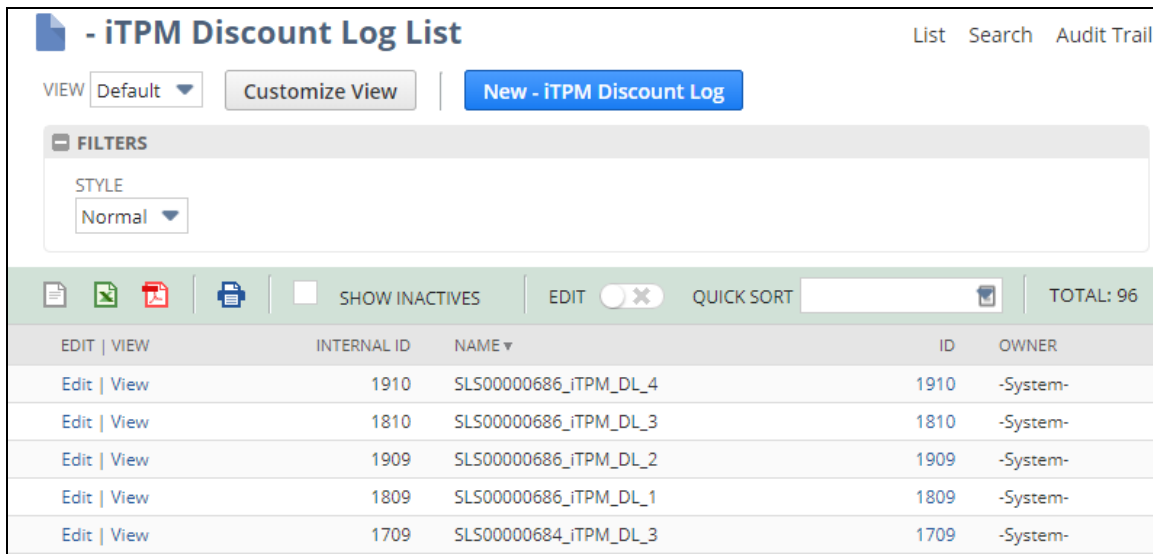 - iTPM Discount Log List List Search Audit Trail
VIEW Default Customize View New - iTPM Discount Log
FILTERS
STYLE
Normal
SHOW INACTIVES EDIT QUICK SORT TOTAL: 96
EDIT | VIEW INTERNAL ID NAME ID OWNER
Edit | View 1910 SLS00000686_iTPM_DL_4 1910 -System-
Edit | View 1810 SLS00000686_iTPM_DL_3 1810 -System-
Edit | View 1909 SLS00000686_iTPM_DL_2 1909 -System-
Edit | View 1809 SLS00000686_iTPM_DL_1 1809 -System-
Edit | View 1709 SLS00000684_iTPM_DL_3 1709 -System-